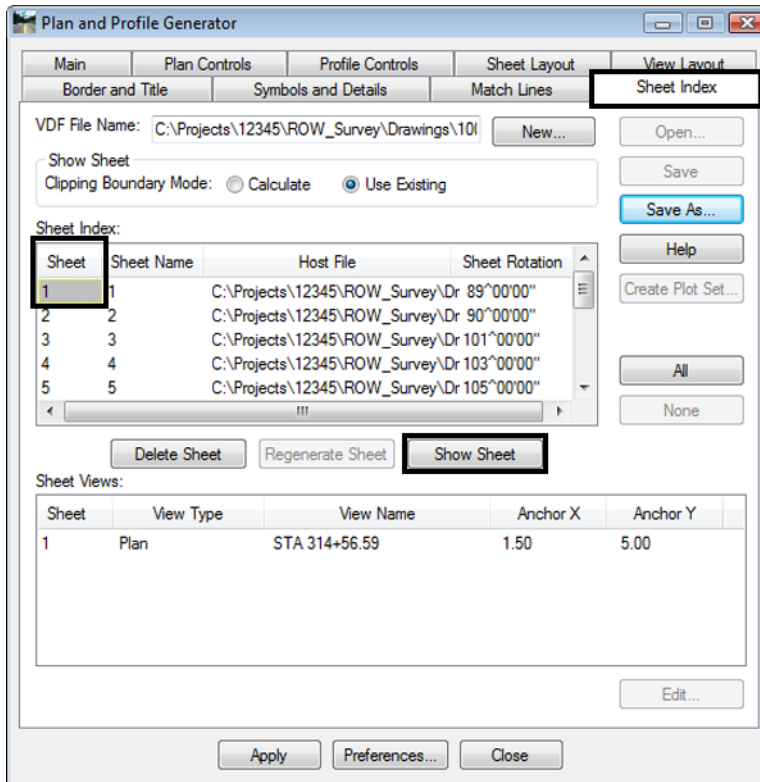 Plan and Profile Generator
Main Plan Controls Profile Controls Sheet Layout View Layout
Border and Title Symbols and Details Match Lines Sheet Index
VDF File Name: C:\Projects\12345\ROW_Survey\Drawings\10 New... Open...
Show Sheet
Clipping Boundary Mode: Calculate Use Existing
Save
Save As...
Sheet Index:
Help
Sheet Sheet Name Host File Sheet Rotation
1 1 C:\Projects\12345\ROW_Survey\Dr 89^00'00" Create Plot Set...
2 2 C:\Projects\12345\ROW_Survey\Dr 90^00'00"
3 3 C:\Projects\12345\ROW_Survey\Dr 101^00'00"
4 4 C:\Projects\12345\ROW_Survey\Dr 103^00'00" All
5 5 C:\Projects\12345\ROW_Survey\Dr 105^00'00"
None
Delete Sheet Regenerate Sheet Show Sheet
Sheet Views:
Sheet View Type View Name Anchor X Anchor Y
1 Plan STA 314+56.59 1.50 5.00
Edit...
Apply Preferences... Close